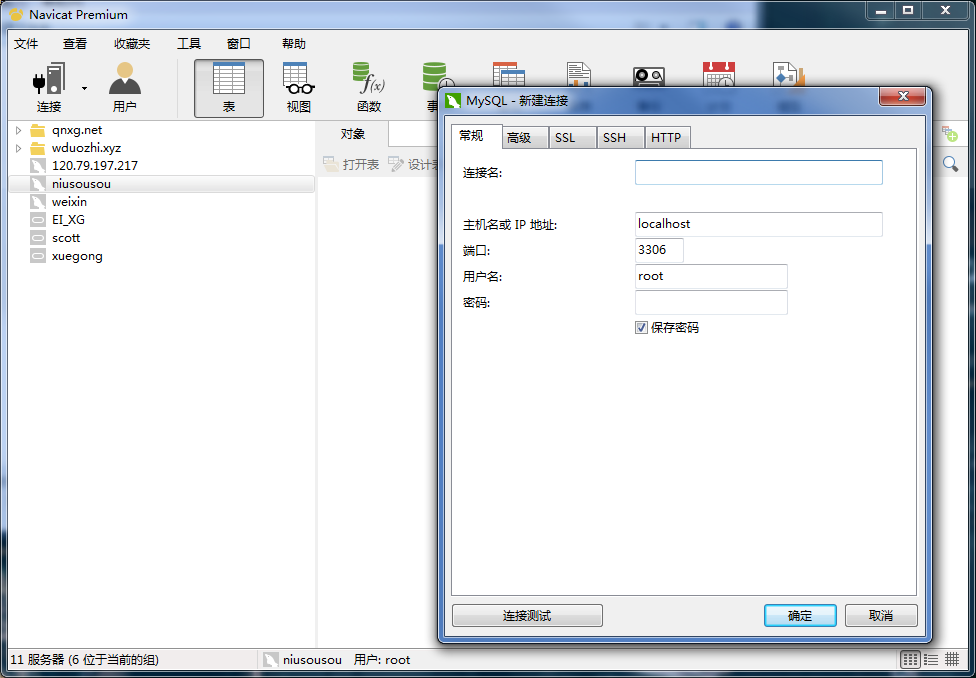 Navicat Premium
文件 查看 收藏夹 工具 窗口 帮助
连接 用户 表 视图 函数
MySQL - 新建连接
常规 高级 SSL SSH HTTP
qnxg.net
wduozhi.xyz
120.79.197.217
niusousou
weixin
EI_XG
scott
xuegong
对象
打开表 设计
连接名:
主机名或 IP 地址: localhost
端口: 3306
用户名: root
密码:
保存密码
连接测试 确定 取消
11 服务器 (6 位于当前的组) niusousou 用户: root